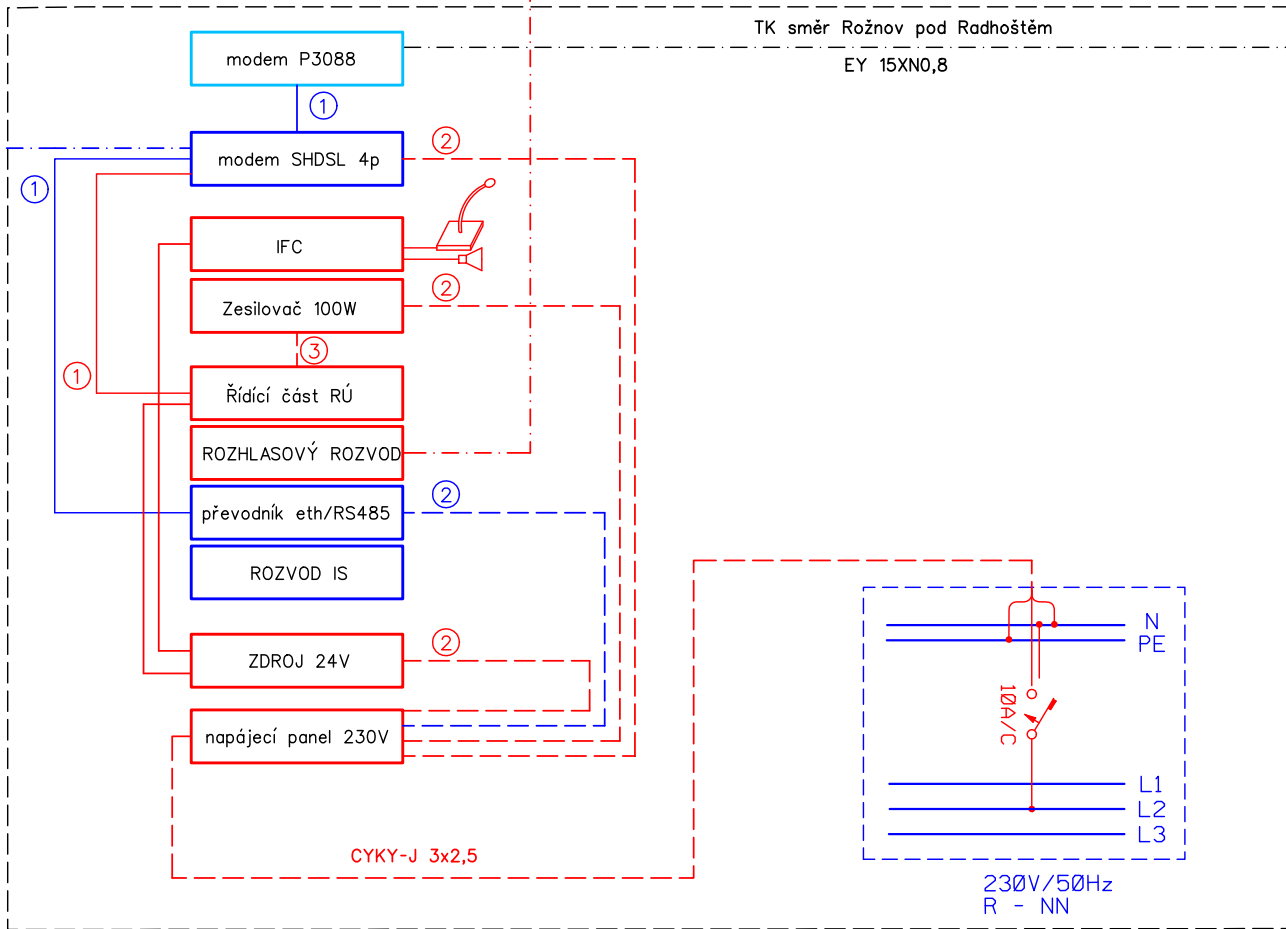 TK směr Rožnov pod Radhoštěm
EY 15XN0,8
modem P3088
1
modem SHDSL 4p
2
1
IFC
Zesilovač 100W
2
3
1
Řídící část RÚ
ROZHLASOVÝ ROZVOD
převodník eth/RS485
2
ROZVOD IS
ZDROJ 24V
2
napájecí panel 230V
CYKY-J 3x2,5
N
PE
10A/C
L1
L2
L3
230V/50Hz
R - NN